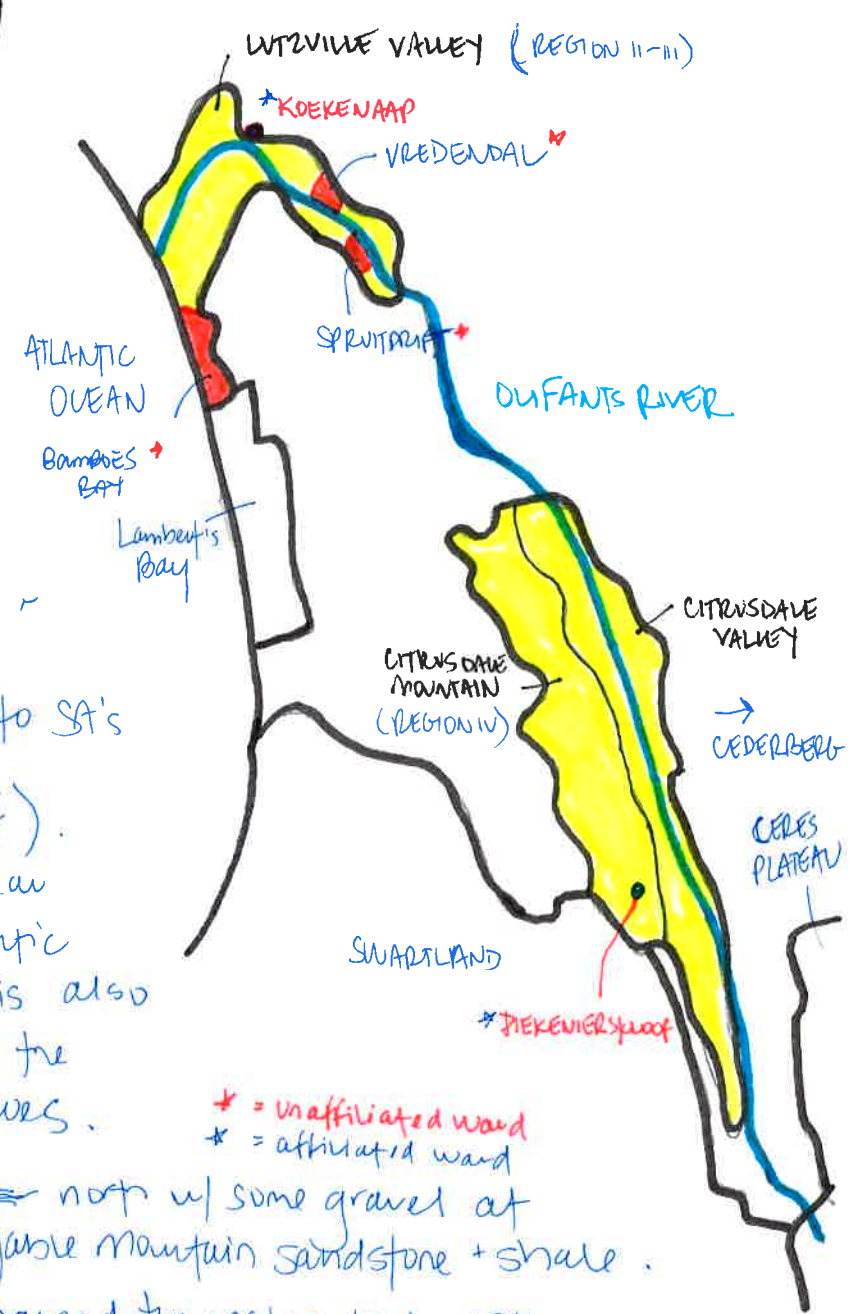 LUTZVILLE VALLEY (REGION II-III)
*KOEKENAAP
VREDENDAL*
SPRUITDRIFT*
ATLANTIC
OCEAN
BAMBOES *
BAY
Lambert's
Bay
OLIFANTS RIVER
CITRUSDALE
VALLEY
CITRUSDALE
MOUNTAIN
(REGION IV)
→
CEDERBERG
CERES
PLATEAU
to SA's
).
SWARTLAND
is also
the
*PIEKENIERSKLOOF
* = unaffiliated ward
* = affiliated ward
north w/ some gravel at
Table Mountain sandstone + shale.